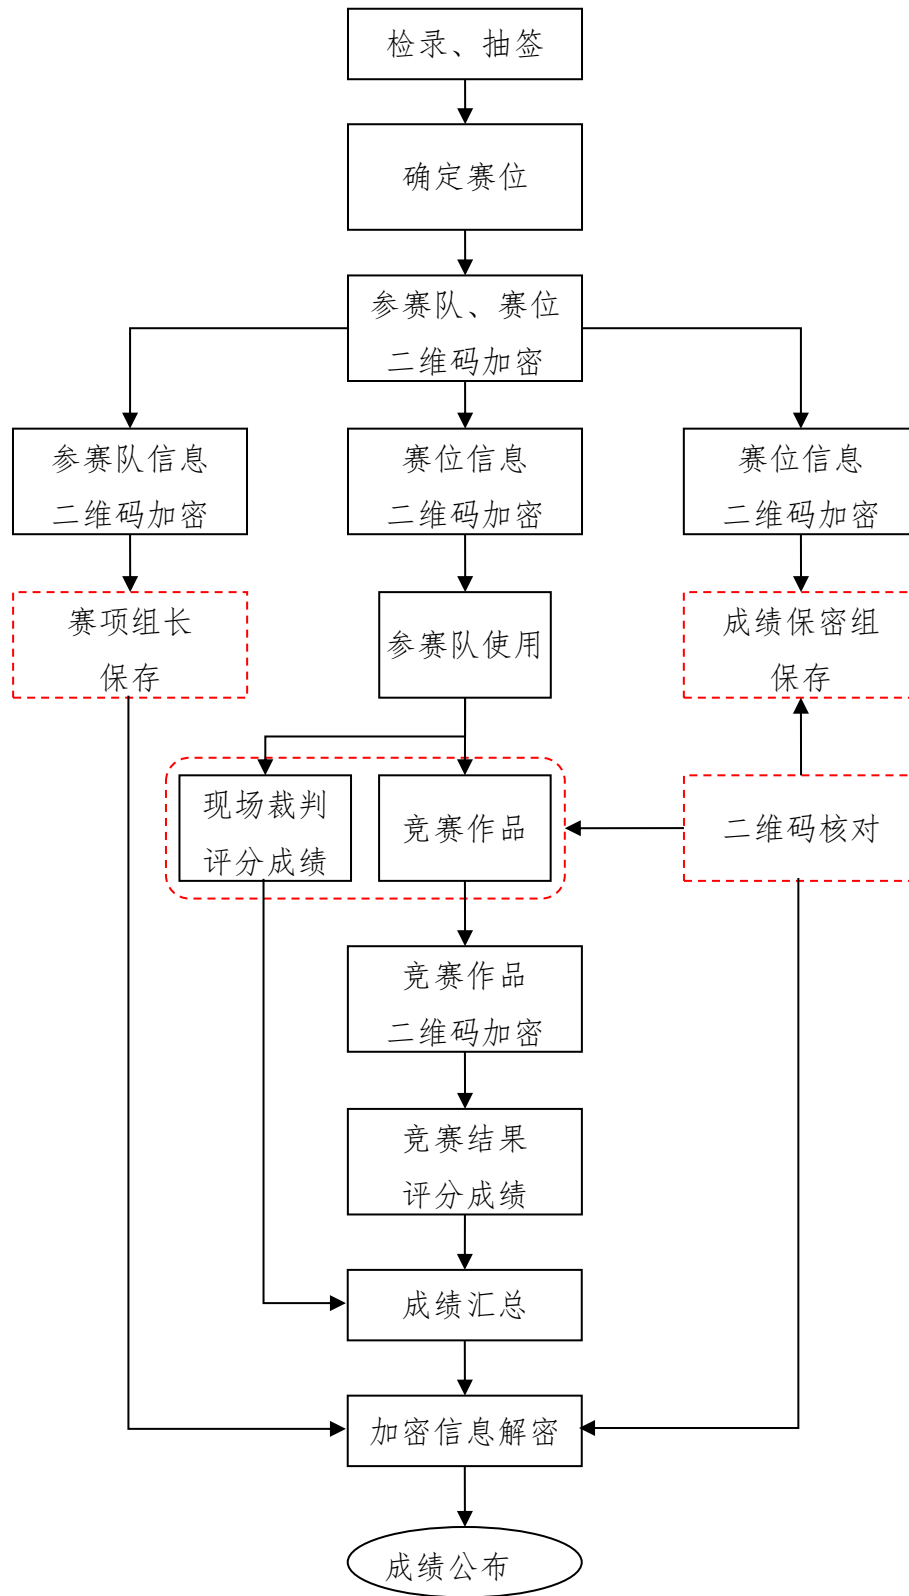 检录、抽签
确定赛位
参赛队、赛位
二维码加密
参赛队信息
二维码加密
赛位信息
二维码加密
赛位信息
二维码加密
赛项组长
保存
参赛队使用
成绩保密组
保存
现场裁判
评分成绩
竞赛作品
二维码核对
竞赛作品
二维码加密
竞赛结果
评分成绩
成绩汇总
加密信息解密
成绩公布